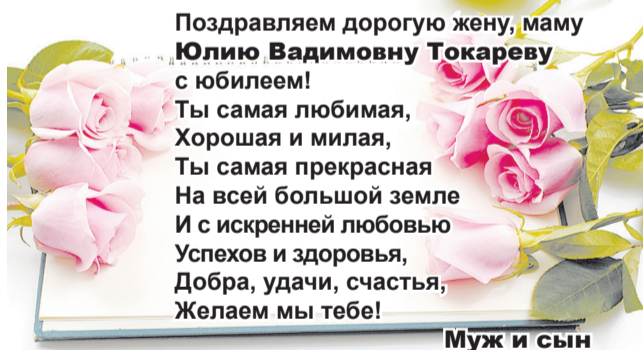 Поздравляем дорогую жену, маму
Юлию Вадимовну Токареву
с юбилеем!
Ты самая любимая,
Хорошая и милая,
Ты самая прекрасная
На всей большой земле
И с искренней любовью
Успехов и здоровья,
Добра, удачи, счастья,
Желаем мы тебе!
Муж и сын